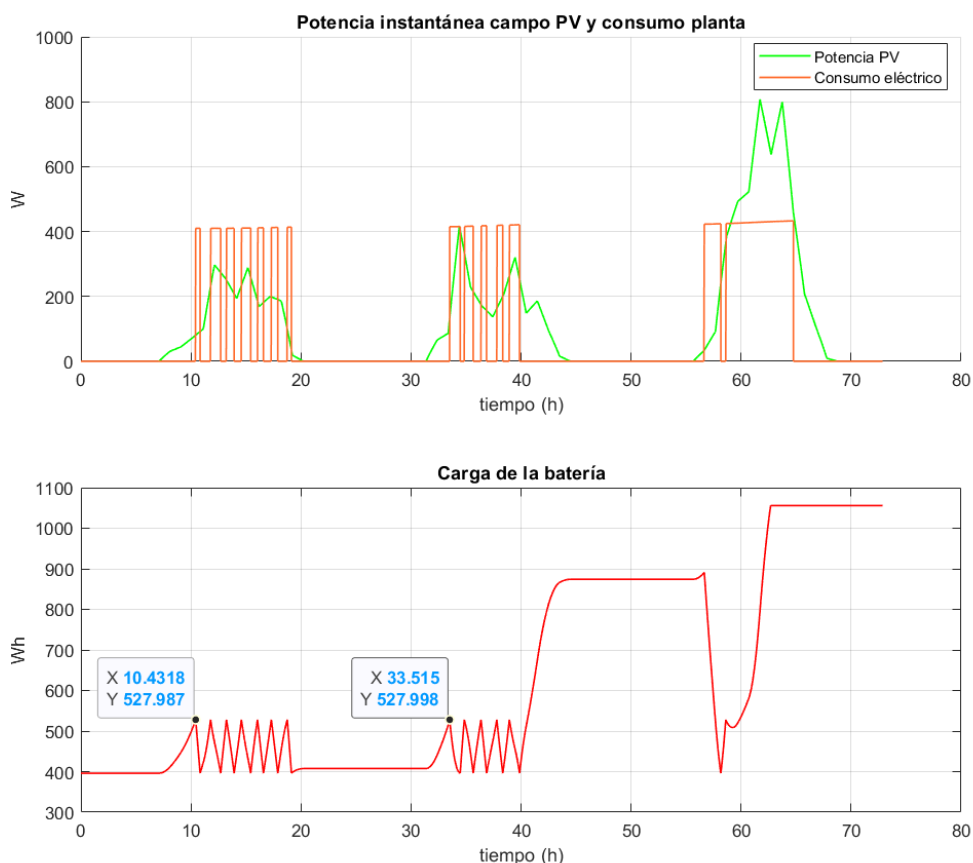 Potencia instantánea campo PV y consumo planta
1000
800
600
400
200
0
W
Potencia PV
Consumo eléctrico
0 10 20 30 40 50 60 70 80
tiempo (h)
Carga de la batería
1100
1000
900
800
700
600
500
400
300
Wh
X 10.4318
Y 527.987
X 33.515
Y 527.998
0 10 20 30 40 50 60 70 80
tiempo (h)